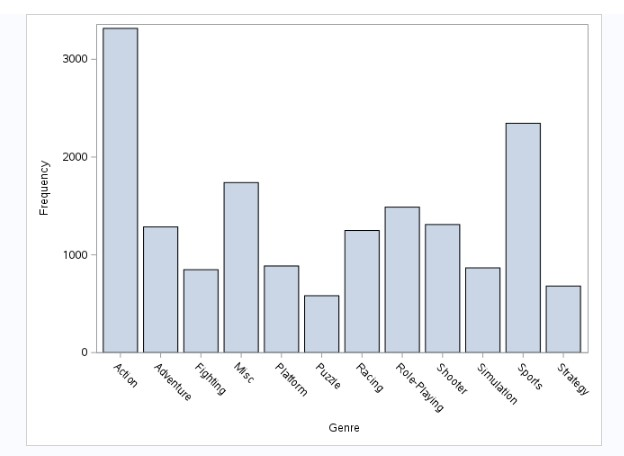 3000
2000
1000
0
Frequency
Action
Adventure
Fighting
Misc
Platform
Puzzle
Racing
Role-Playing
Shooter
Simulation
Sports
Strategy
Genre